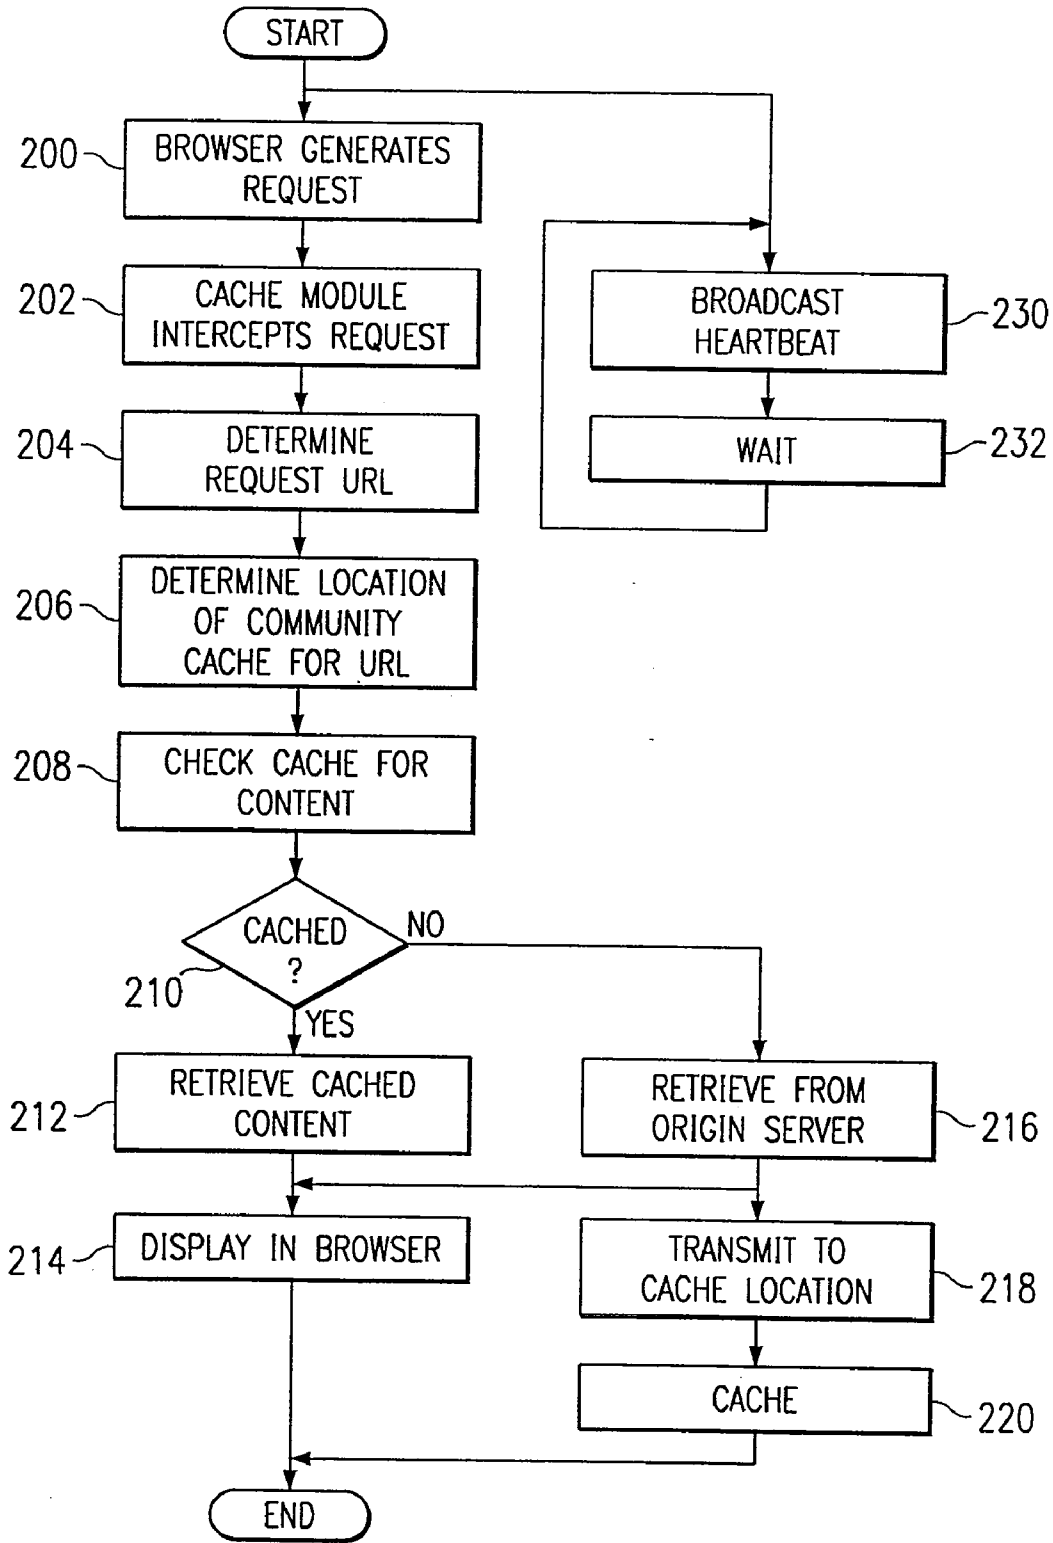 START
200
BROWSER GENERATES
REQUEST
202
CACHE MODULE
INTERCEPTS REQUEST
BROADCAST
HEARTBEAT
230
204
DETERMINE
REQUEST URL
WAIT
232
206
DETERMINE LOCATION
OF COMMUNITY
CACHE FOR URL
208
CHECK CACHE FOR
CONTENT
CACHED
?
NO
210
YES
212
RETRIEVE CACHED
CONTENT
RETRIEVE FROM
ORIGIN SERVER
216
214
DISPLAY IN BROWSER
TRANSMIT TO
CACHE LOCATION
218
CACHE
220
END